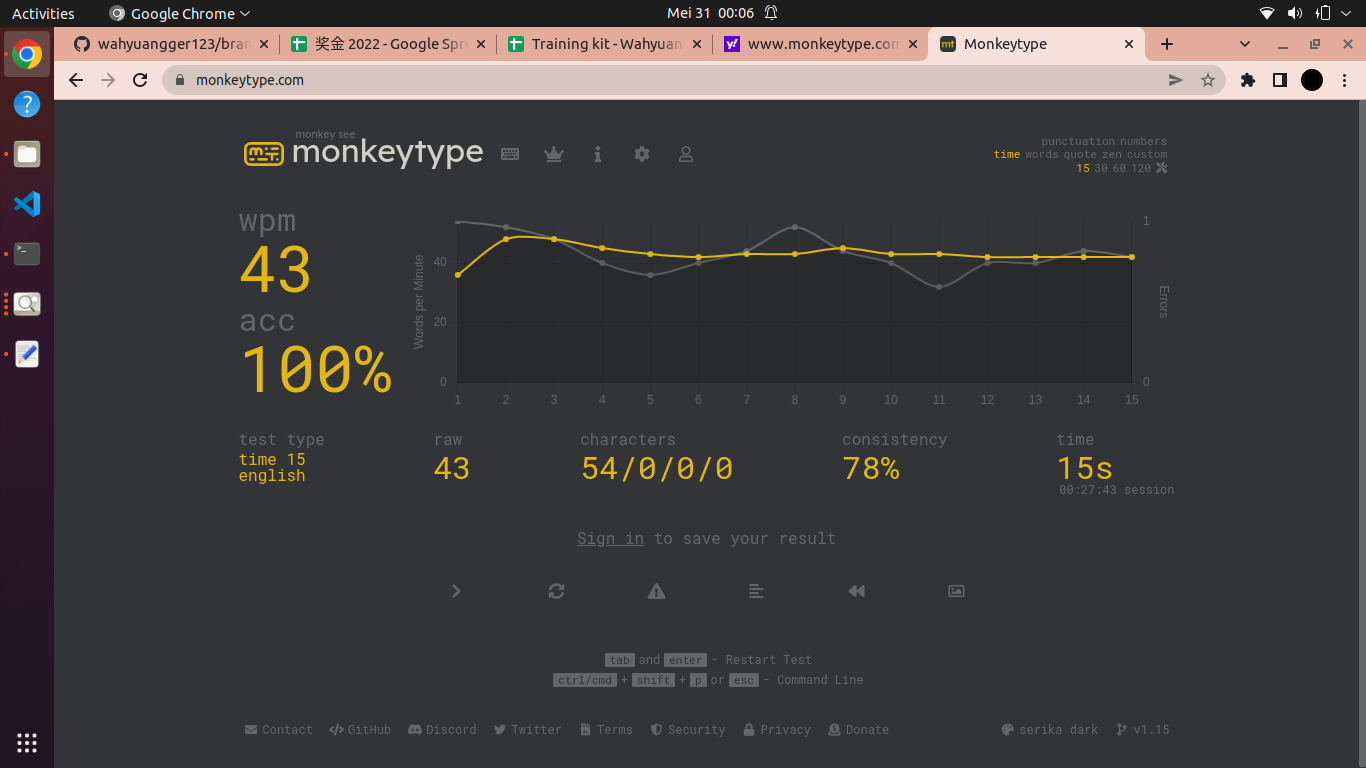 Activities Google Chrome Mei 31 00:06
wahyuangger123/bran 奖金 2022 - Google Spre Training kit - Wahyuan www.monkeytype.com Monkeytype
monkeytype.com
monkey see
monkeytype
punctuation numbers
time words quote zen custom
15 30 60 120
wpm
43
acc
100%
Words per Minute
40
20
0
1
0
Errors
1 2 3 4 5 6 7 8 9 10 11 12 13 14 15
test type
time 15
english
raw
43
characters
54/0/0/0
consistency
78%
time
15s
00:27:43 session
Sign in to save your result
tab and enter - Restart Test
ctrl/cmd + shift + p or esc - Command Line
Contact GitHub Discord Twitter Terms Security Privacy Donate serika dark v1.15